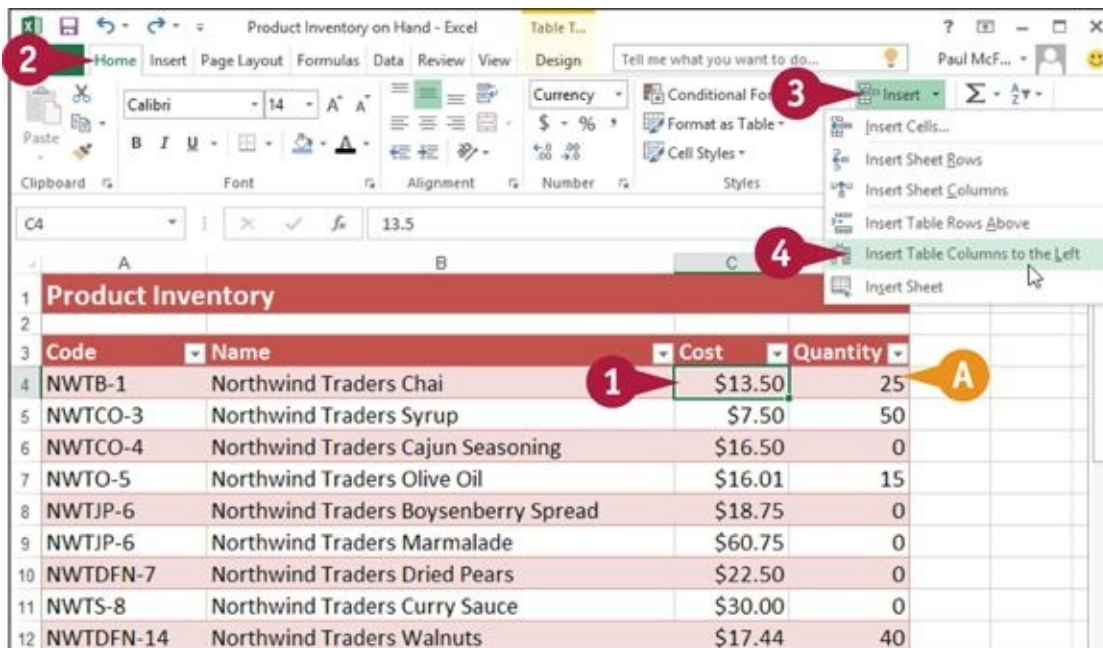 Product Inventory on Hand - Excel Table T... ?
2 Home Insert Page Layout Formulas Data Review View Design Tell me what you want to do... Paul McF...
Calibri 14 A A Currency Conditional For 3 Insert Σ
Paste B I U A $ - % , Format as Table
Cell Styles
Clipboard Font Alignment Number Styles
Insert Cells...
Insert Sheet Rows
Insert Sheet Columns
Insert Table Rows Above
4 Insert Table Columns to the Left
Insert Sheet
C4 fx 13.5
A B C
1 Product Inventory
2
3 Code Name Cost Quantity
4 NWTB-1 Northwind Traders Chai 1 $13.50 25 A
5 NWTCO-3 Northwind Traders Syrup $7.50 50
6 NWTCO-4 Northwind Traders Cajun Seasoning $16.50 0
7 NWTO-5 Northwind Traders Olive Oil $16.01 15
8 NWTJP-6 Northwind Traders Boysenberry Spread $18.75 0
9 NWTJP-6 Northwind Traders Marmalade $60.75 0
10 NWTDFN-7 Northwind Traders Dried Pears $22.50 0
11 NWTS-8 Northwind Traders Curry Sauce $30.00 0
12 NWTDFN-14 Northwind Traders Walnuts $17.44 40